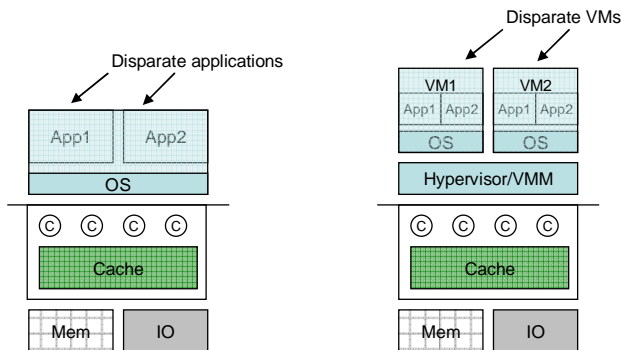 Disparate applications
App1 App2
OS
C C C C
Cache
Mem IO
Disparate VMs
VM1 VM2
App1 App2 App1 App2
OS OS
Hypervisor/VMM
C C C C
Cache
Mem IO